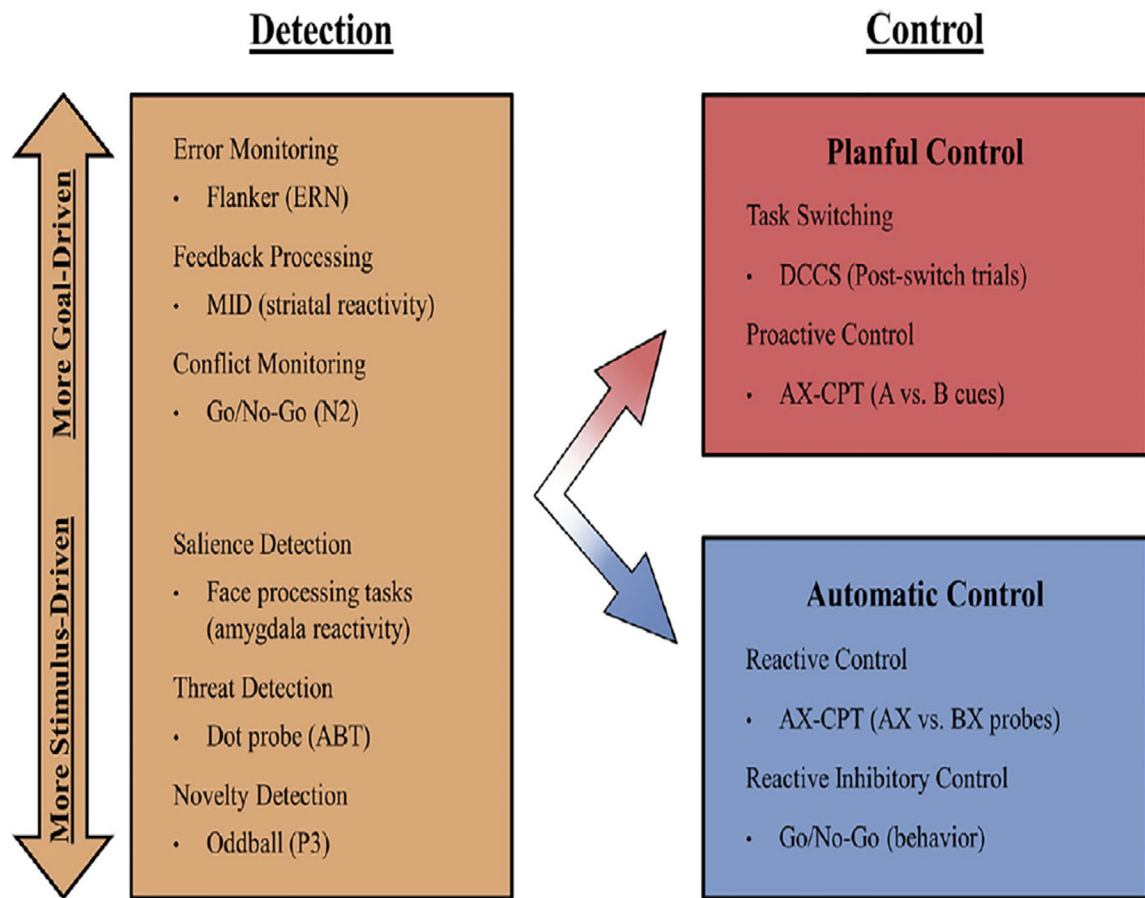 Detection
Control
More Goal-Driven
More Stimulus-Driven
Error Monitoring
• Flanker (ERN)
Feedback Processing
• MID (striatal reactivity)
Conflict Monitoring
• Go/No-Go (N2)
Salience Detection
• Face processing tasks
(amygdala reactivity)
Threat Detection
• Dot probe (ABT)
Novelty Detection
• Oddball (P3)
Planful Control
Task Switching
• DCCS (Post-switch trials)
Proactive Control
• AX-CPT (A vs. B cues)
Automatic Control
Reactive Control
• AX-CPT (AX vs. BX probes)
Reactive Inhibitory Control
• Go/No-Go (behavior)